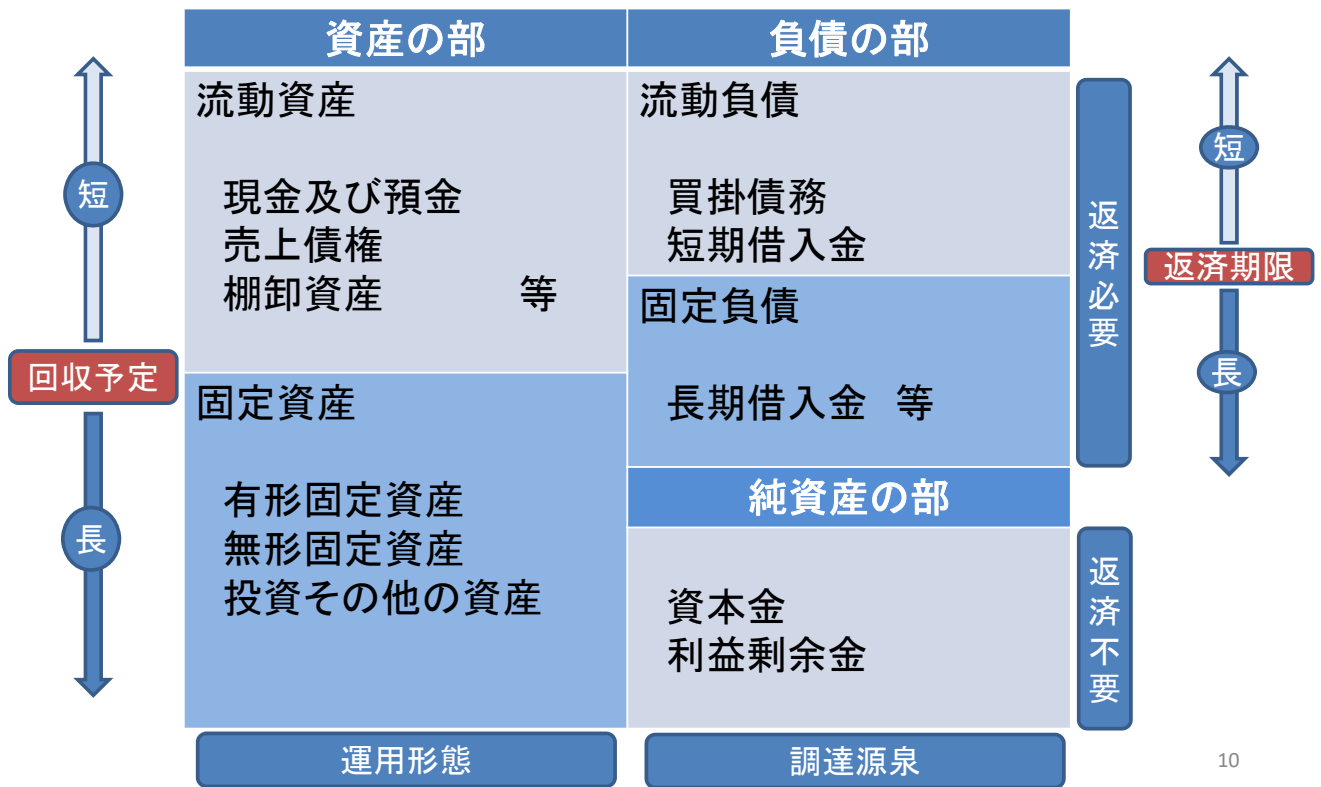 資産の部
負債の部
流動資産
現金及び預金
売上債権
棚卸資産 等
固定資産
有形固定資産
無形固定資産
投資その他の資産
流動負債
買掛債務
短期借入金
固定負債
長期借入金 等
純資産の部
資本金
利益剰余金
短
回収予定
長
返済必要
返済不要
短
返済期限
長
運用形態
調達源泉
10